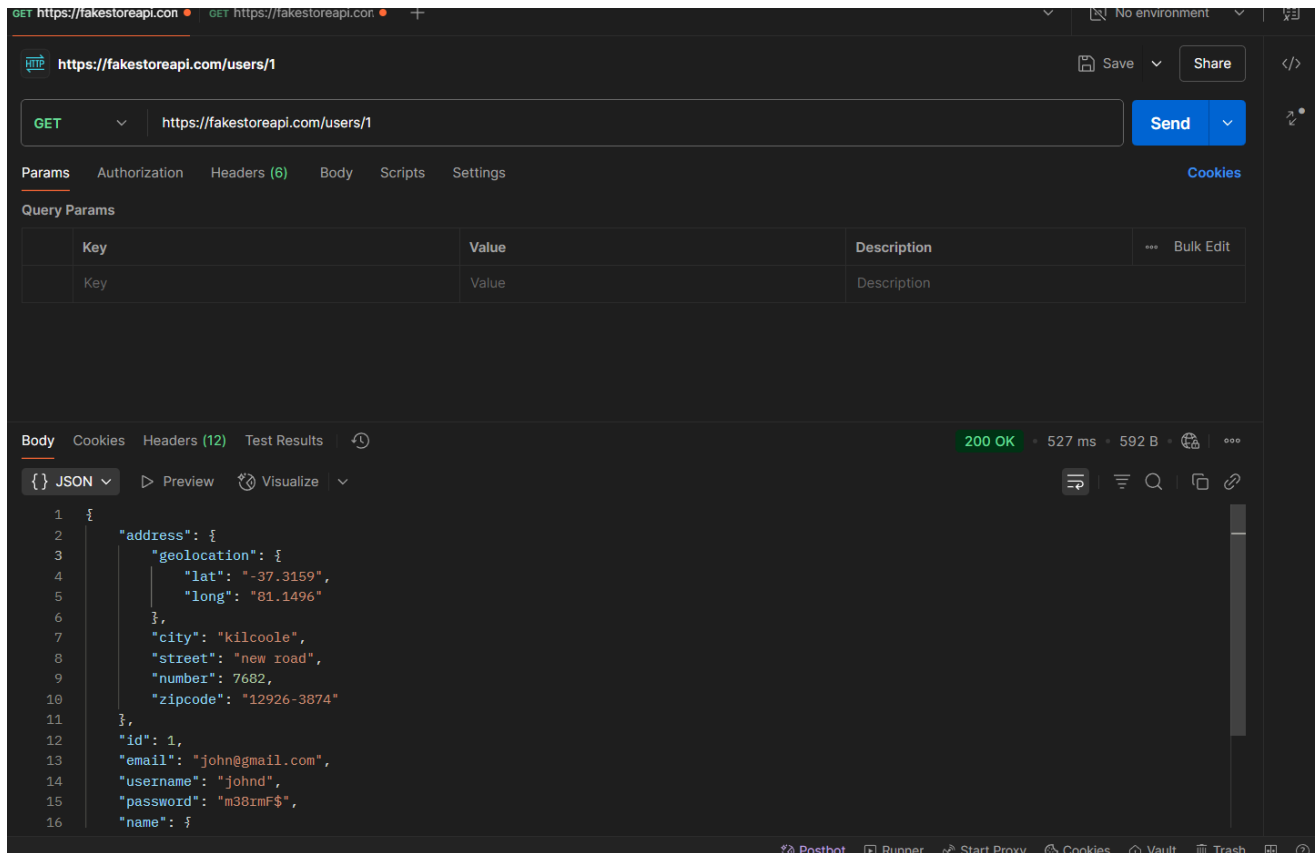 GET https://fakestoreapi.con GET https://fakestoreapi.con No environment
HTTP https://fakestoreapi.com/users/1 Save Share
GET https://fakestoreapi.com/users/1 Send
Params Authorization Headers (6) Body Scripts Settings Cookies
Query Params
Key Value Description Bulk Edit
Key Value Description
Body Cookies Headers (12) Test Results 200 OK • 527 ms • 592 B
{} JSON Preview Visualize
1 {
2 "address": {
3 "geolocation": {
4 "lat": "-37.3159",
5 "long": "81.1496"
6 },
7 "city": "kilcoole",
8 "street": "new road",
9 "number": 7682,
10 "zipcode": "12926-3874"
11 },
12 "id": 1,
13 "email": "john@gmail.com",
14 "username": "johnd",
15 "password": "m38rmF$",
16 "name": {
Postbot Runner Start Proxy Cookies Vault Trash